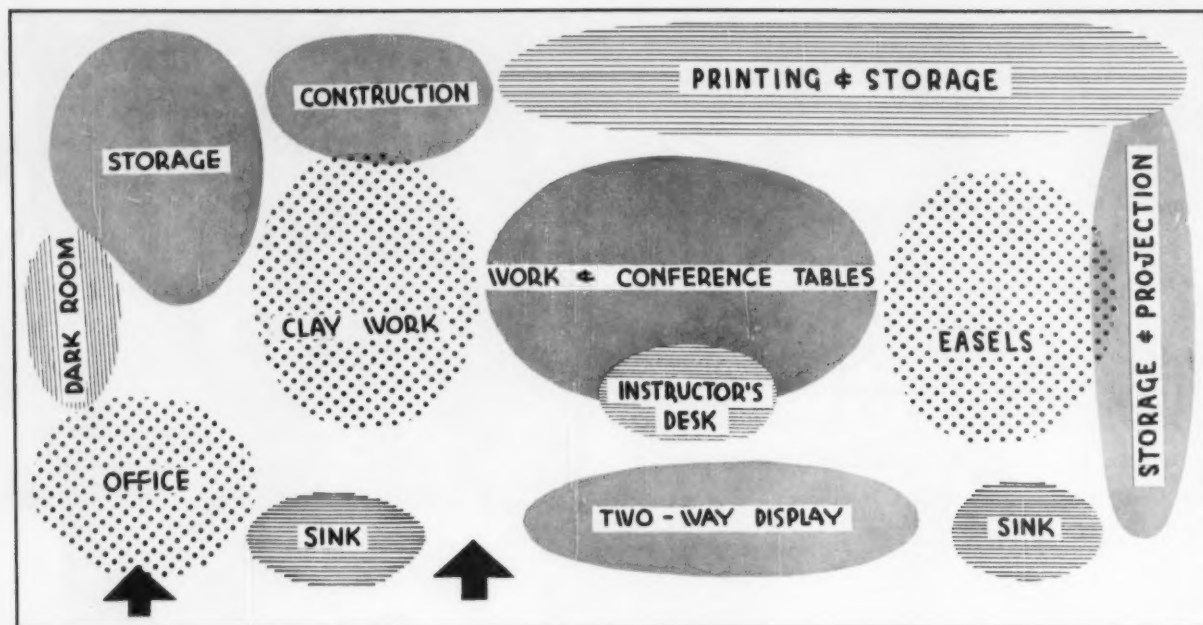 CONSTRUCTION
PRINTING & STORAGE
STORAGE
DARK ROOM
CLAY WORK
WORK & CONFERENCE TABLES
INSTRUCTOR'S
DESK
EASELS
STORAGE & PROJECTION
OFFICE
SINK
TWO-WAY DISPLAY
SINK